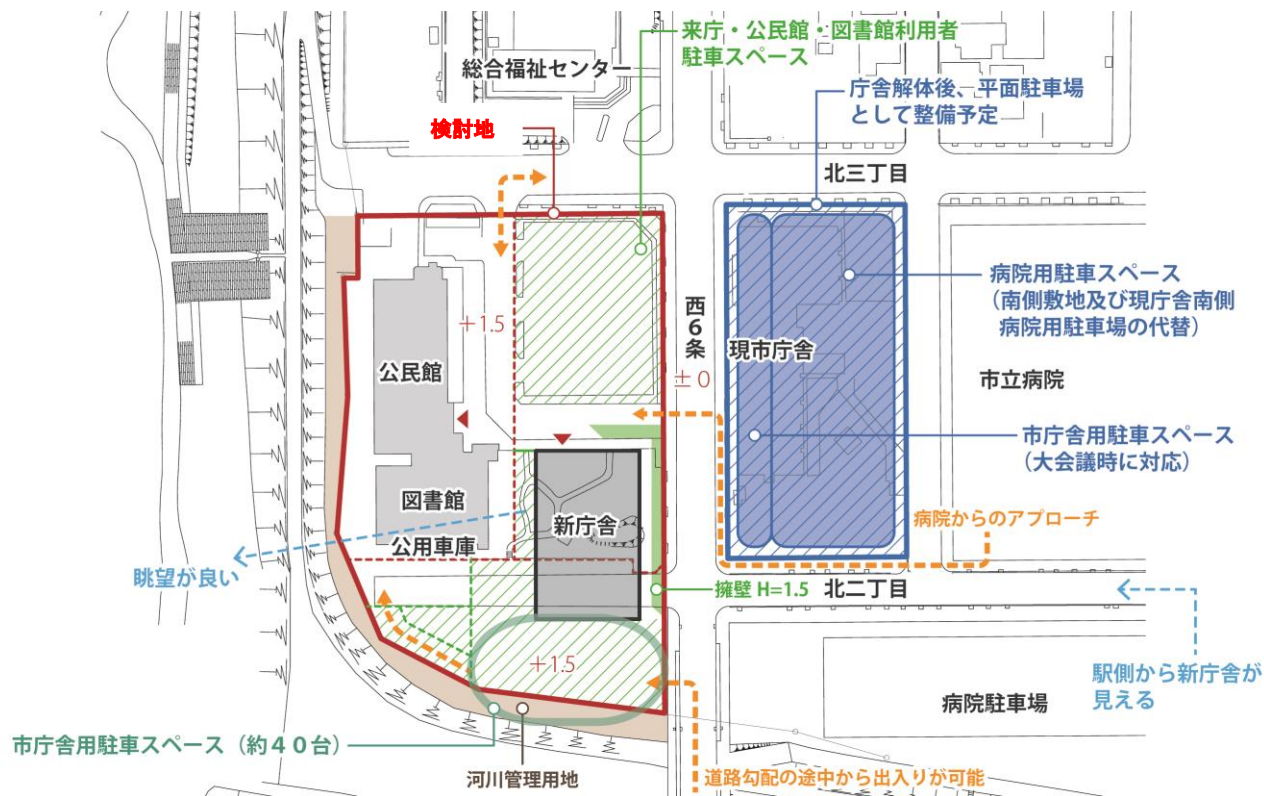 来庁・公民館・図書館利用者
駐車スペース
総合福祉センター
庁舎解体後、平面駐車場
として整備予定
検討地
北三丁目
病院用駐車スペース
(南側敷地及び現庁舎南側
病院用駐車場の代替)
+1.5
西6条
±0
現市庁舎
公民館
市立病院
市庁舎用駐車スペース
(大会議時に対応)
図書館
新庁舎
病院からのアプローチ
公用車庫
眺望が良い
擁壁 H=1.5
北二丁目
+1.5
駅側から新庁舎が
見える
病院駐車場
市庁舎用駐車スペース(約40台)
河川管理用地
道路勾配の途中から出入りが可能